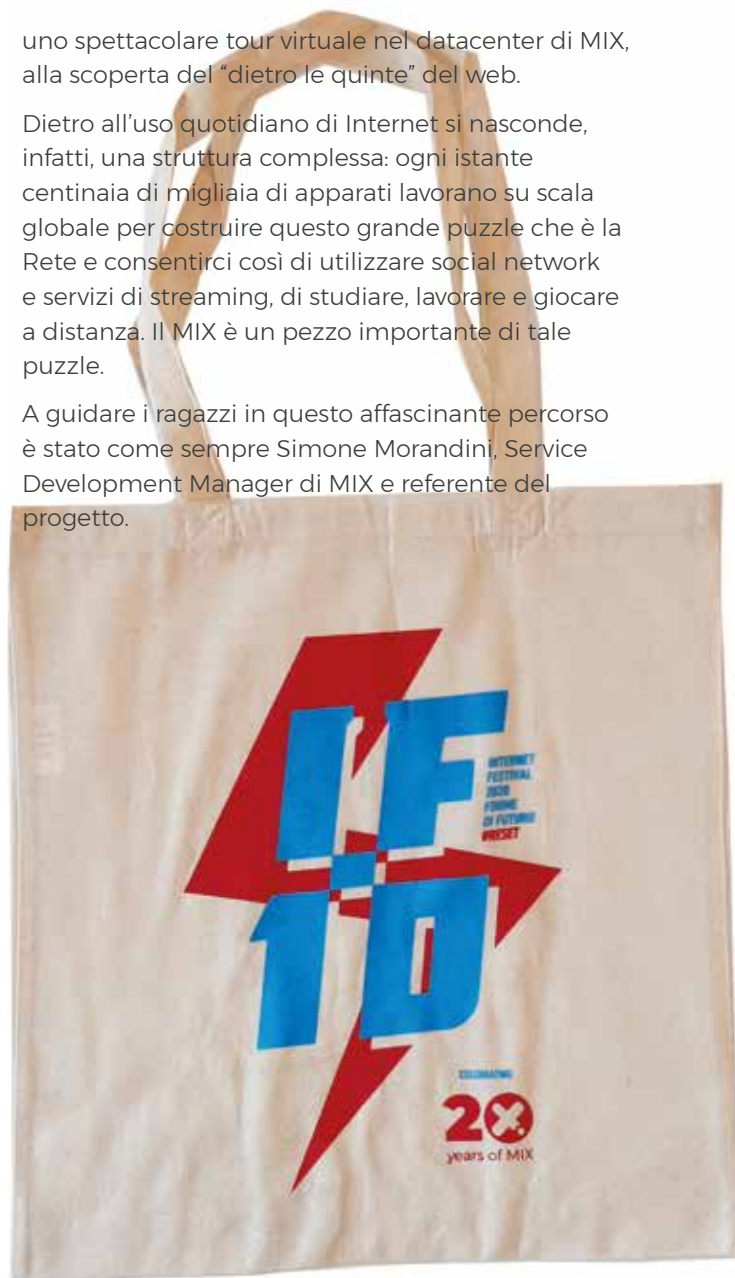 uno spettacolare tour virtuale nel datacenter di MIX,
alla scoperta del “dietro le quinte” del web.
Dietro all’uso quotidiano di Internet si nasconde,
infatti, una struttura complessa: ogni istante
centinaia di migliaia di apparati lavorano su scala
globale per costruire questo grande puzzle che è la
Rete e consentirci così di utilizzare social network
e servizi di streaming, di studiare, lavorare e giocare
a distanza. Il MIX è un pezzo importante di tale
puzzle.
A guidare i ragazzi in questo affascinante percorso
è stato come sempre Simone Morandini, Service
Development Manager di MIX e referente del
progetto.
IF
10
INTERNET
FESTIVAL
2020
FORME
DI FUTURO
#RESET
CELEBRATING
20
years of MIX